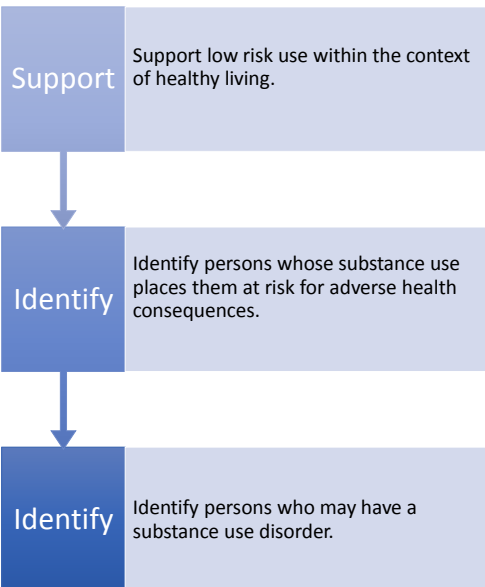 Support
Support low risk use within the context
of healthy living.
Identify
Identify persons whose substance use
places them at risk for adverse health
consequences.
Identify
Identify persons who may have a
substance use disorder.